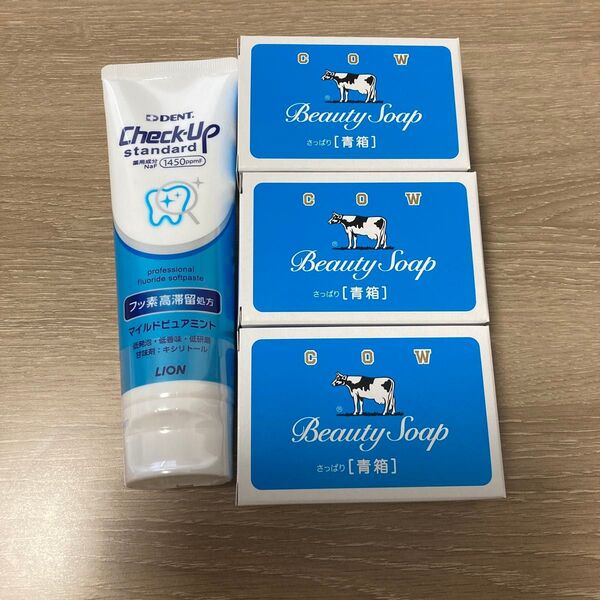 DENT.
Check-Up
standard
薬用成分
NaF
1450ppmF
professional
fluoride softpaste
フッ素高滞留処方
マイルドピュアミント
低発泡・低香味・低研磨
甘味剤：キシリトール
LION
COW
®
Beauty Soap
さっぱり [青箱]
COW
®
Beauty Soap
さっぱり [青箱]
COW
®
Beauty Soap
さっぱり [青箱]